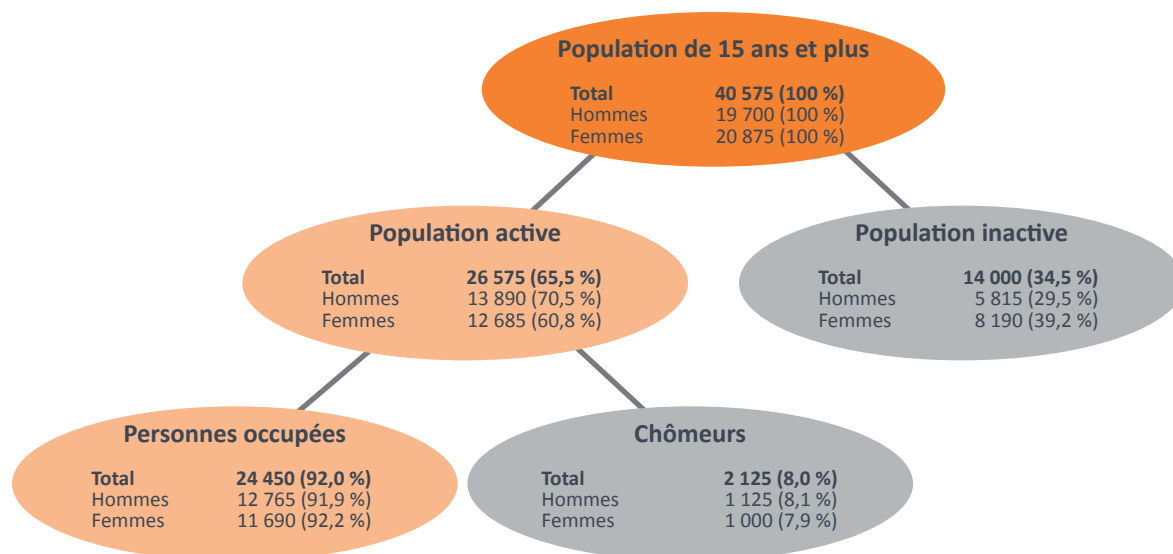 Population de 15 ans et plus
Total 40 575 (100 %)
Hommes 19 700 (100 %)
Femmes 20 875 (100 %)
Population active
Total 26 575 (65,5 %)
Hommes 13 890 (70,5 %)
Femmes 12 685 (60,8 %)
Population inactive
Total 14 000 (34,5 %)
Hommes 5 815 (29,5 %)
Femmes 8 190 (39,2 %)
Personnes occupées
Total 24 450 (92,0 %)
Hommes 12 765 (91,9 %)
Femmes 11 690 (92,2 %)
Chômeurs
Total 2 125 (8,0 %)
Hommes 1 125 (8,1 %)
Femmes 1 000 (7,9 %)